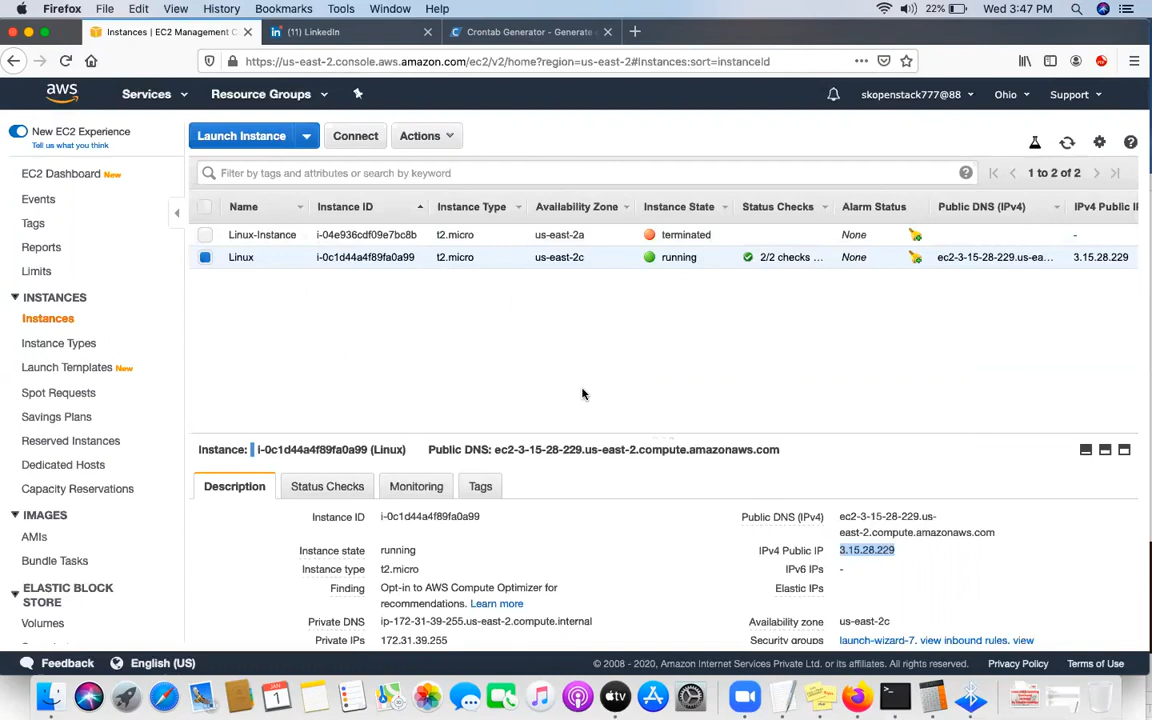 Firefox File Edit View History Bookmarks Tools Window Help 22% Wed 3:47 PM
Instances | EC2 Management C (11) LinkedIn Crontab Generator - Generate
https://us-east-2.console.aws.amazon.com/ec2/v2/home?region=us-east-2#Instances:sort=instanceId
aws Services Resource Groups skopenstack777@88 Ohio Support
New EC2 Experience
Tell us what you think
Launch Instance Connect Actions
EC2 Dashboard New
Events
Tags
Reports
Limits
INSTANCES
Instances
Instance Types
Launch Templates New
Spot Requests
Savings Plans
Reserved Instances
Dedicated Hosts
Capacity Reservations
IMAGES
AMIs
Bundle Tasks
ELASTIC BLOCK
STORE
Volumes
Filter by tags and attributes or search by keyword 1 to 2 of 2
Name Instance ID Instance Type Availability Zone Instance State Status Checks Alarm Status Public DNS (IPv4) IPv4 Public I
Linux-Instance i-04e936cdf09e7bc8b t2.micro us-east-2a terminated None -
Linux i-0c1d44a4f89fa0a99 t2.micro us-east-2c running 2/2 checks ... None ec2-3-15-28-229.us-ea... 3.15.28.229
Instance: i-0c1d44a4f89fa0a99 (Linux) Public DNS: ec2-3-15-28-229.us-east-2.compute.amazonaws.com
Description Status Checks Monitoring Tags
Instance ID i-0c1d44a4f89fa0a99 Public DNS (IPv4) ec2-3-15-28-229.us-
east-2.compute.amazonaws.com
Instance state running IPv4 Public IP 3.15.28.229
Instance type t2.micro IPv6 IPs -
Finding Opt-in to AWS Compute Optimizer for Elastic IPs
recommendations. Learn more
Private DNS ip-172-31-39-255.us-east-2.compute.internal Availability zone us-east-2c
Private IPs 172.31.39.255 Security groups launch-wizard-7. view inbound rules. view
Feedback English (US) © 2008 - 2020, Amazon Internet Services Private Ltd. or its affiliates. All rights reserved. Privacy Policy Terms of Use